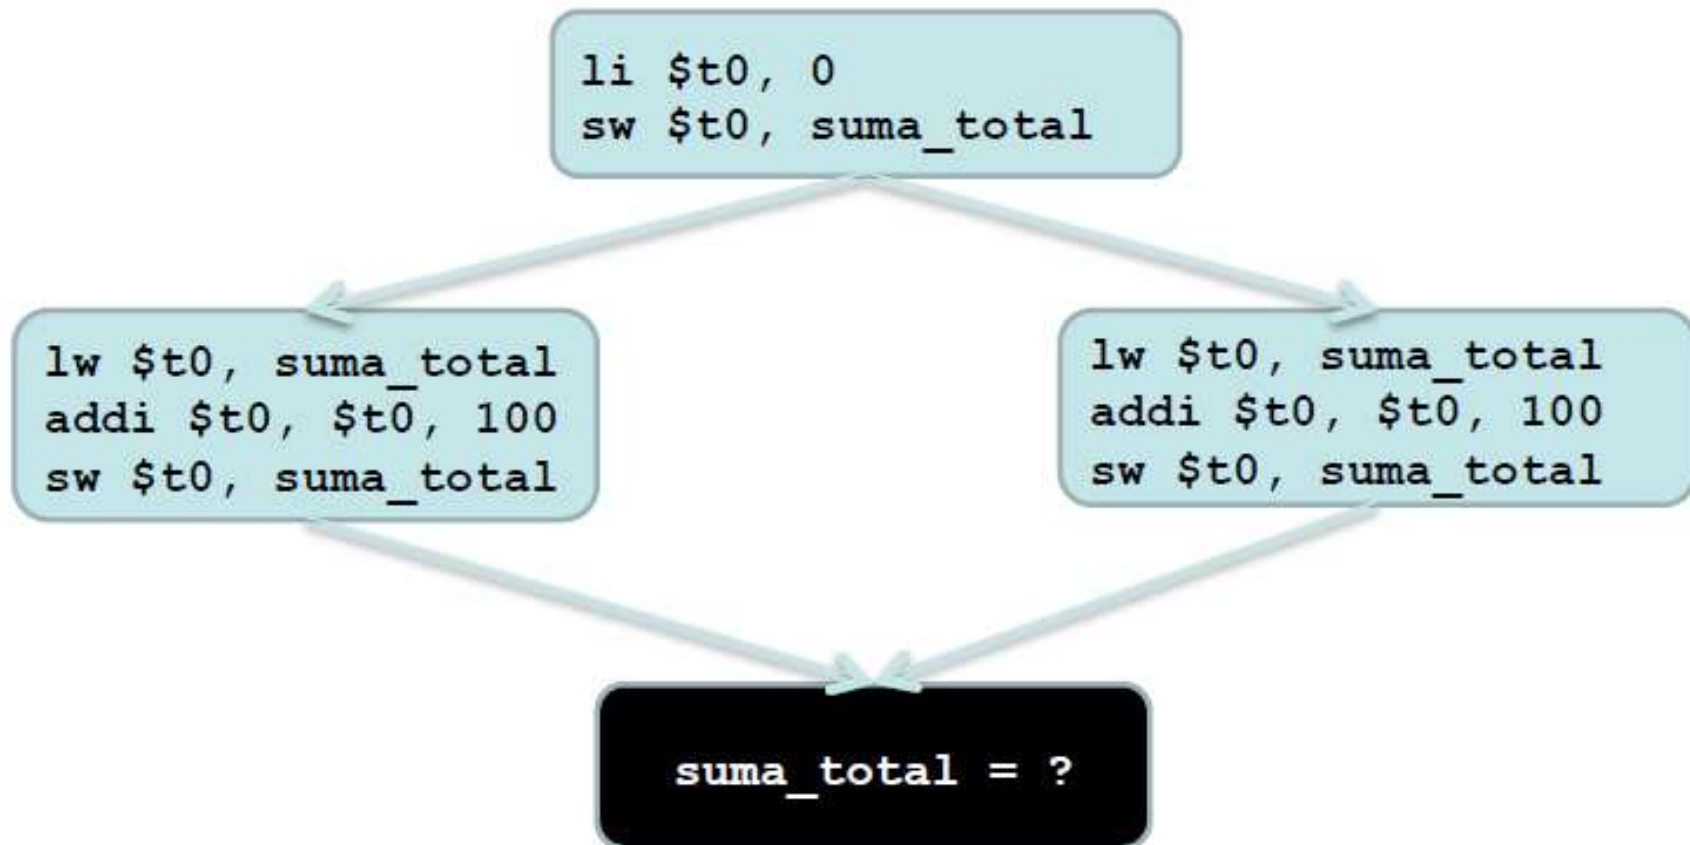 li $t0, 0
sw $t0, suma_total
lw $t0, suma_total
addi $t0, $t0, 100
sw $t0, suma_total
lw $t0, suma_total
addi $t0, $t0, 100
sw $t0, suma_total
suma_total = ?